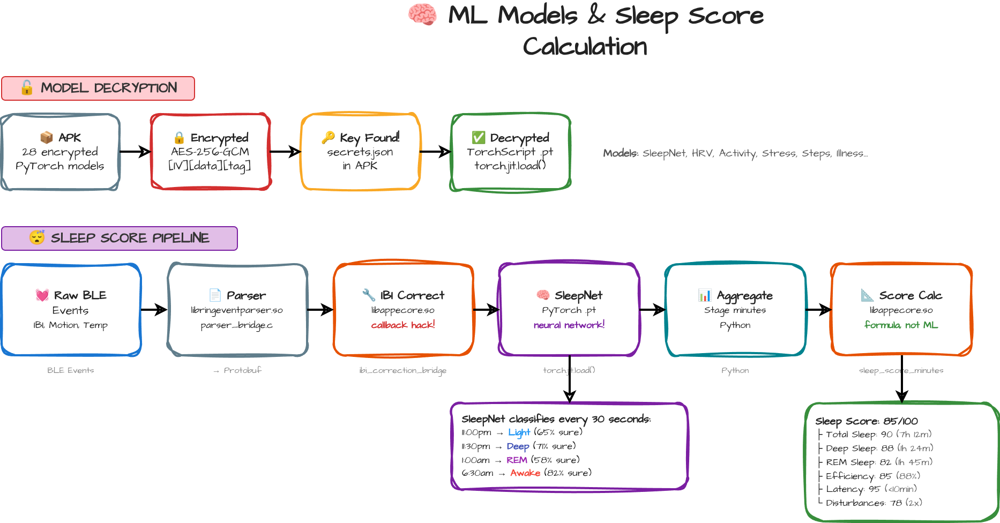 🧠 ML Models & Sleep Score
Calculation
🔓 MODEL DECRYPTION
📦 APK
28 encrypted
PyTorch models
🔒 Encrypted
AES-256-GCM
[IV][data][tag]
🔑 Key Found!
secrets.json
in APK
✅ Decrypted
TorchScript .pt
torch.jit.load()
Models: SleepNet, HRV, Activity, Stress, Steps, Illness...
😴 SLEEP SCORE PIPELINE
💓 Raw BLE
Events
IBI, Motion, Temp
BLE Events
📄 Parser
libringeventparser.so
parser_bridge.c
→ Protobuf
🔧 IBI Correct
libappecore.so
callback hack!
ibi_correction_bridge
🧠 SleepNet
PyTorch .pt
neural network!
torch.jit.load()
📊 Aggregate
Stage minutes
Python
Python
📐 Score Calc
libappecore.so
formula, not ML
sleep_score_minutes
SleepNet classifies every 30 seconds:
11:00pm → Light (65% sure)
11:30pm → Deep (71% sure)
1:00am → REM (58% sure)
6:30am → Awake (82% sure)
Sleep Score: 85/100
├ Total Sleep: 90 (7h 12m)
├ Deep Sleep: 88 (1h 24m)
├ REM Sleep: 82 (1h 45m)
├ Efficiency: 85 (88%)
├ Latency: 95 (<10min)
└ Disturbances: 78 (2x)